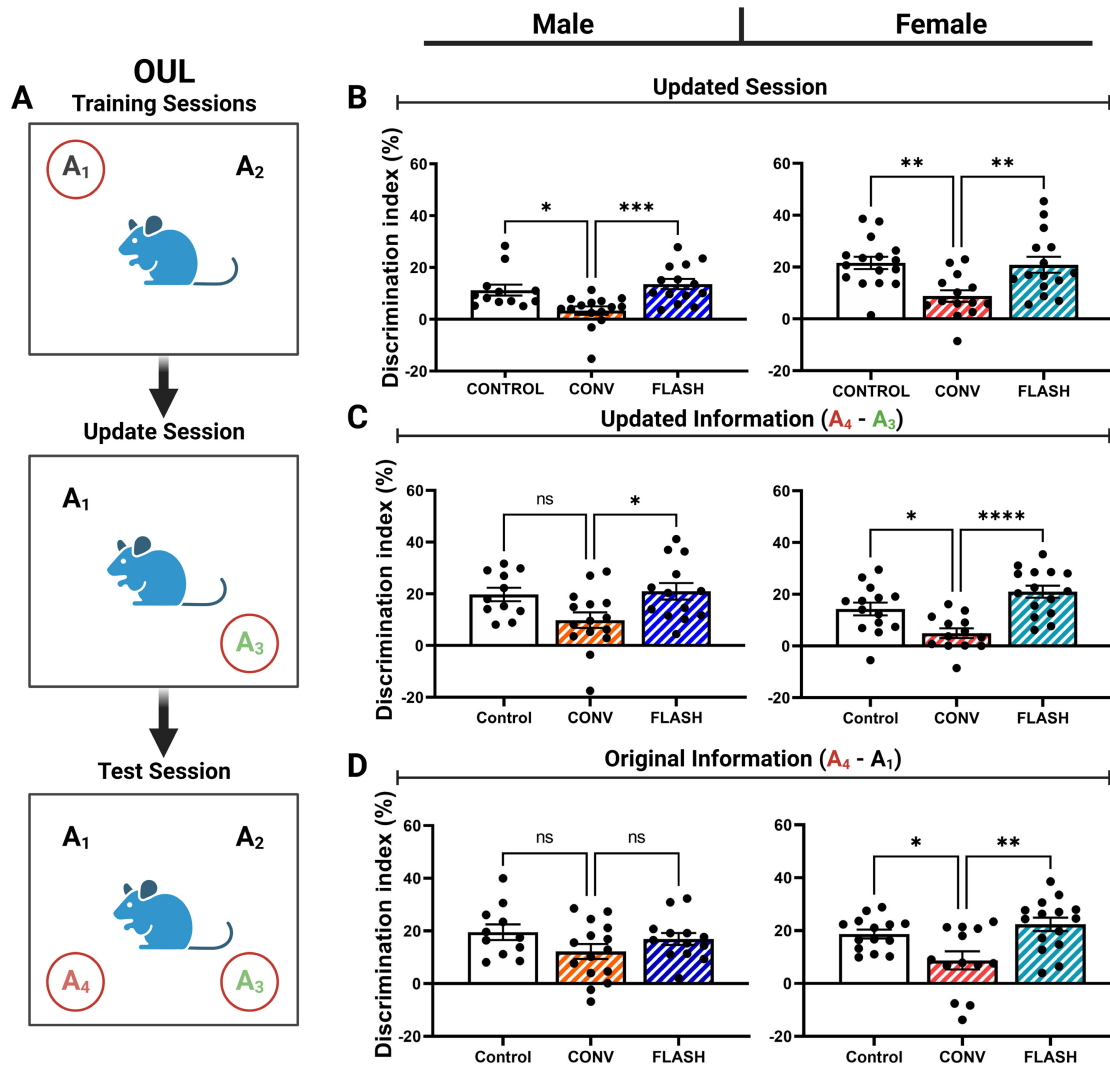 Male
Female
A
OUL
Training Sessions
A₁
A₂
Update Session
A₁
A₃
Test Session
A₁
A₂
A₄
A₃
B
Updated Session
Discrimination index (%)
60
40
20
0
-20
*
***
CONTROL
CONV
FLASH
60
40
20
0
-20
**
**
CONTROL
CONV
FLASH
C
Updated Information (A₄ - A₃)
Discrimination index (%)
60
40
20
0
-20
ns
*
Control
CONV
FLASH
60
40
20
0
-20
*
****
Control
CONV
FLASH
D
Original Information (A₄ - A₁)
Discrimination index (%)
60
40
20
0
-20
ns
ns
Control
CONV
FLASH
60
40
20
0
-20
*
**
Control
CONV
FLASH